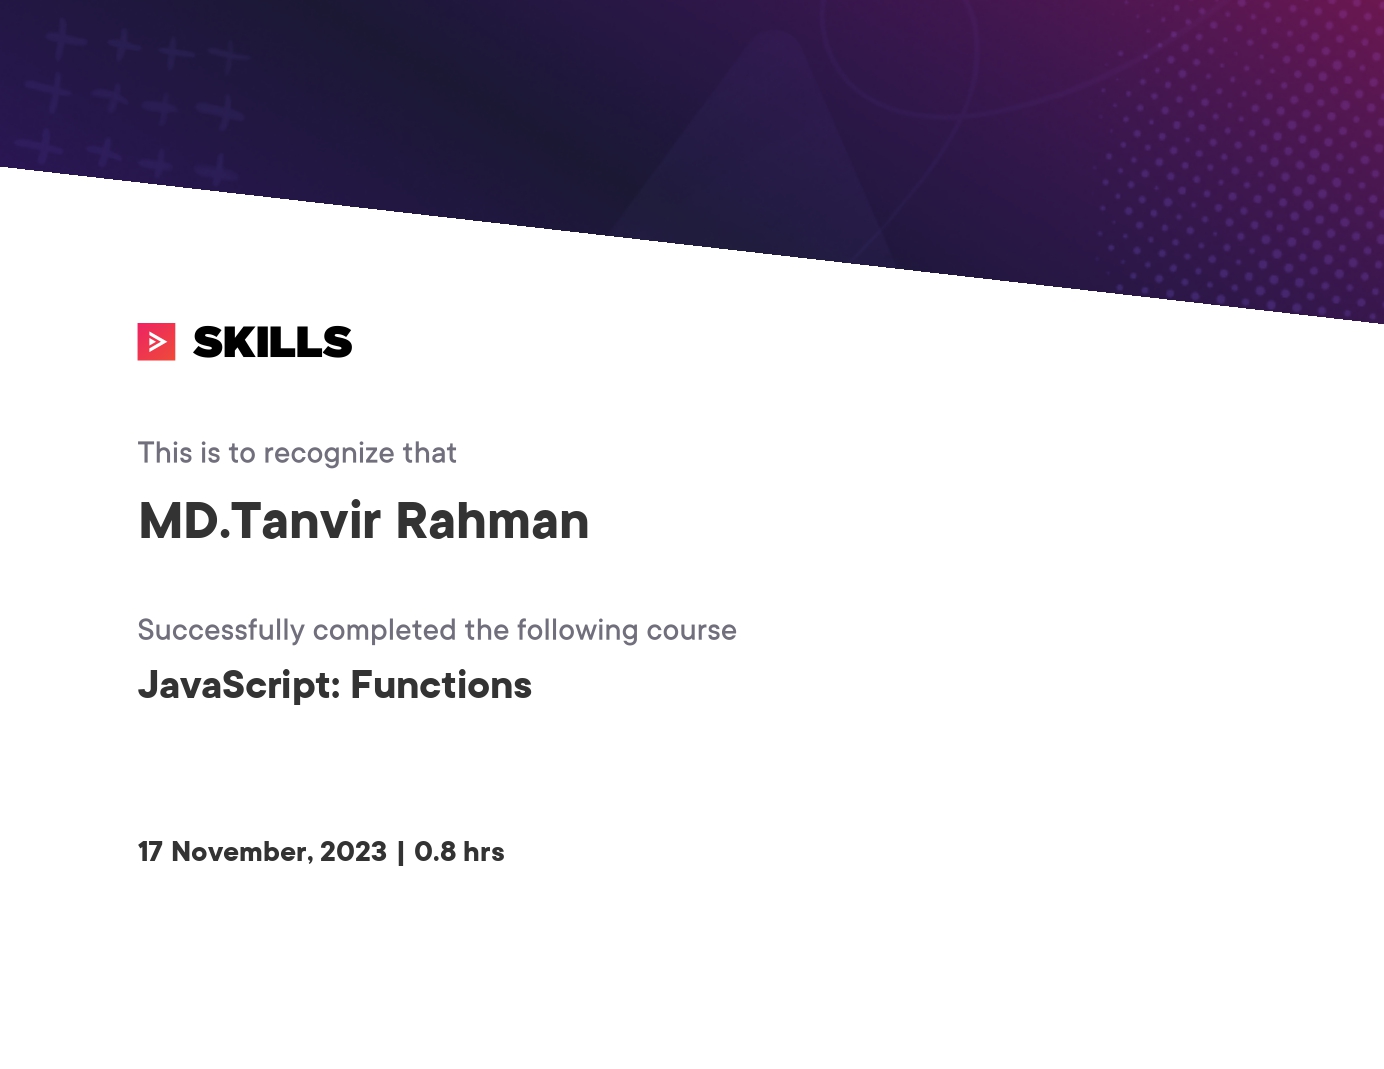 SKILLS
This is to recognize that
MD.Tanvir Rahman
Successfully completed the following course
JavaScript: Functions
17 November, 2023 | 0.8 hrs